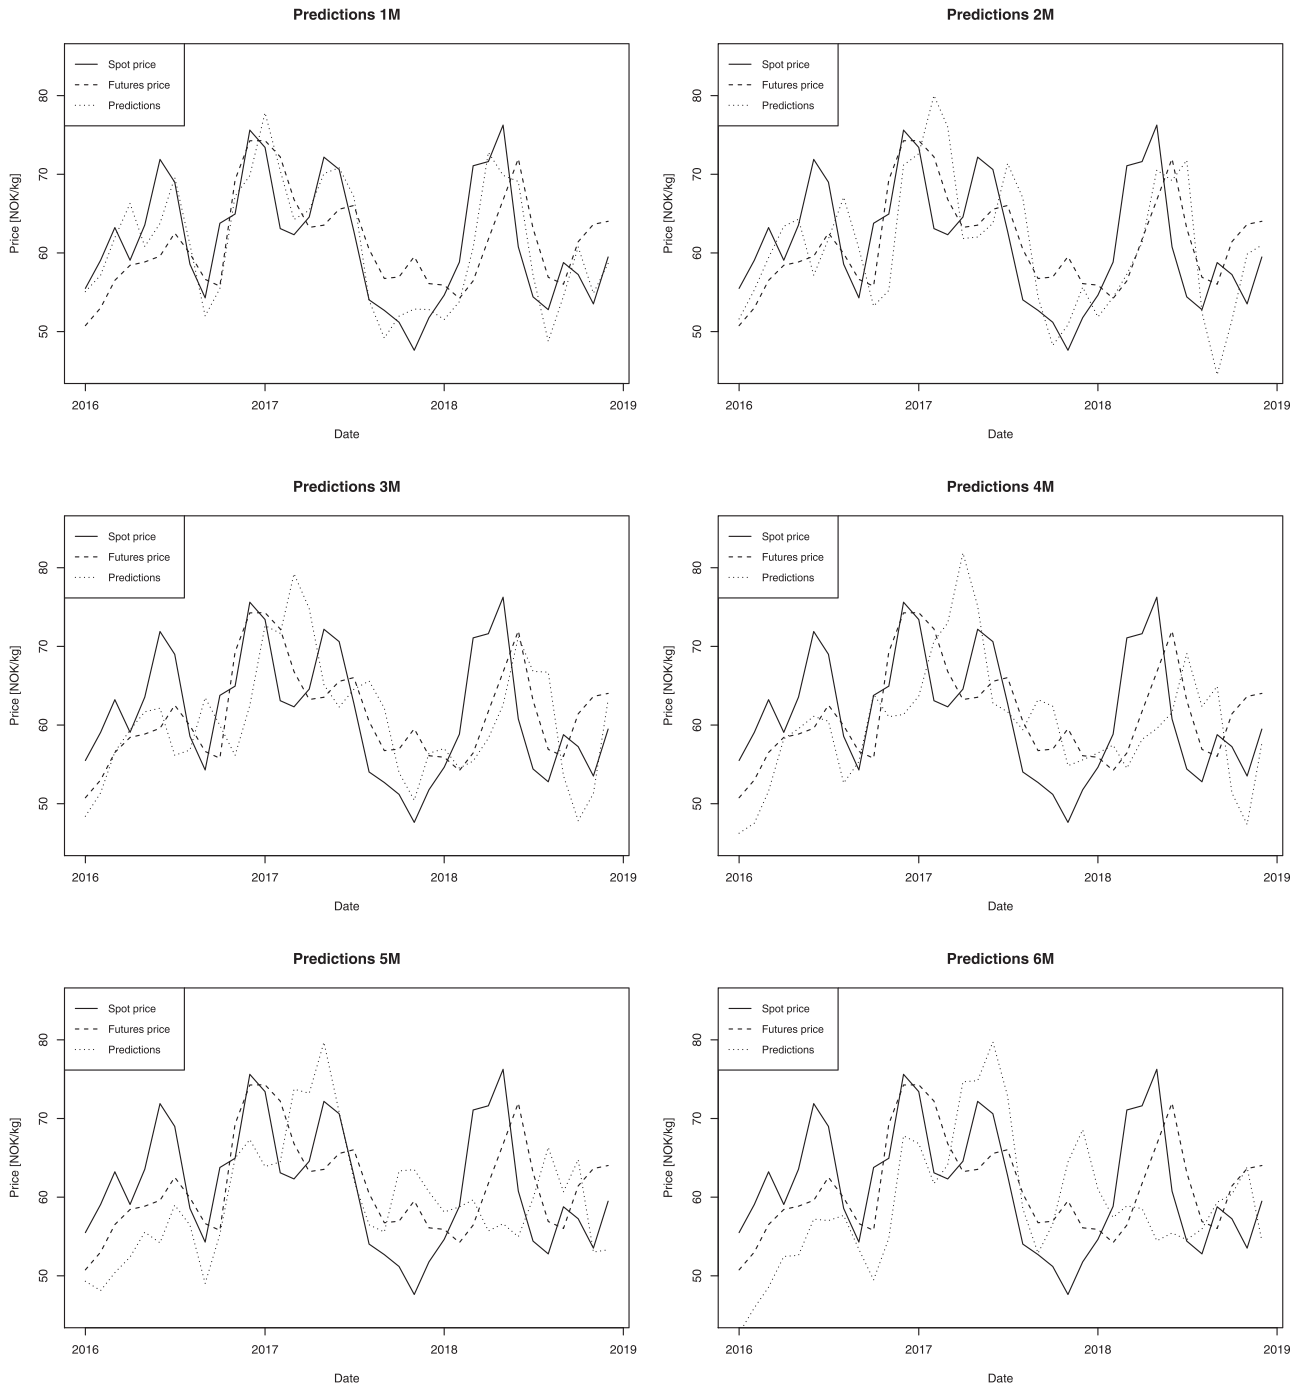 Predictions 1M
Spot price
Futures price
Predictions
Price [NOK/kg]
80
70
60
50
2016
2017
2018
2019
Date
Predictions 2M
Spot price
Futures price
Predictions
Price [NOK/kg]
80
70
60
50
2016
2017
2018
2019
Date
Predictions 3M
Spot price
Futures price
Predictions
Price [NOK/kg]
80
70
60
50
2016
2017
2018
2019
Date
Predictions 4M
Spot price
Futures price
Predictions
Price [NOK/kg]
80
70
60
50
2016
2017
2018
2019
Date
Predictions 5M
Spot price
Futures price
Predictions
Price [NOK/kg]
80
70
60
50
2016
2017
2018
2019
Date
Predictions 6M
Spot price
Futures price
Predictions
Price [NOK/kg]
80
70
60
50
2016
2017
2018
2019
Date